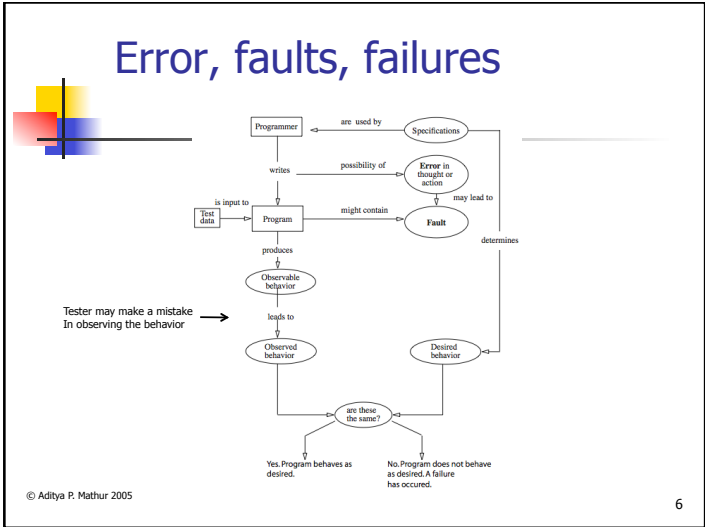 Error, faults, failures
Programmer
are used by
Specifications
writes
possibility of
Error in
thought or
action
may lead to
is input to
Test
data
Program
might contain
Fault
determines
produces
Observable
behavior
Tester may make a mistake
In observing the behavior
leads to
Observed
behavior
Desired
behavior
are these
the same?
Yes. Program behaves as
desired.
No. Program does not behave
as desired. A failure
has occured.
© Aditya P. Mathur 2005
6